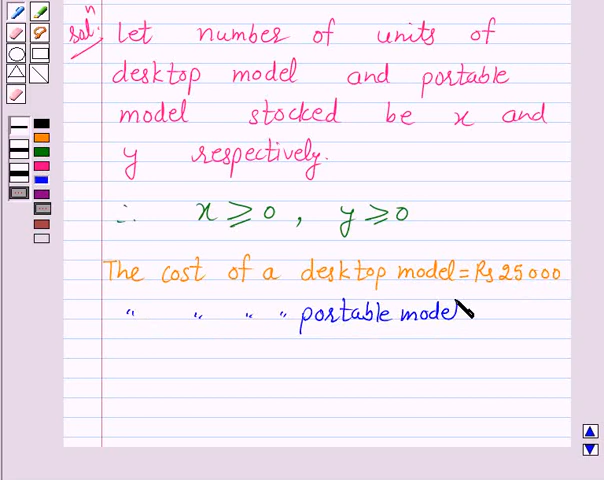 solⁿ: Let number of units of
desktop model and portable
model stocked be x and
y respectively.
∴ x ≥ 0 , y ≥ 0
The cost of a desktop model = Rs 25000
" " " " portable model